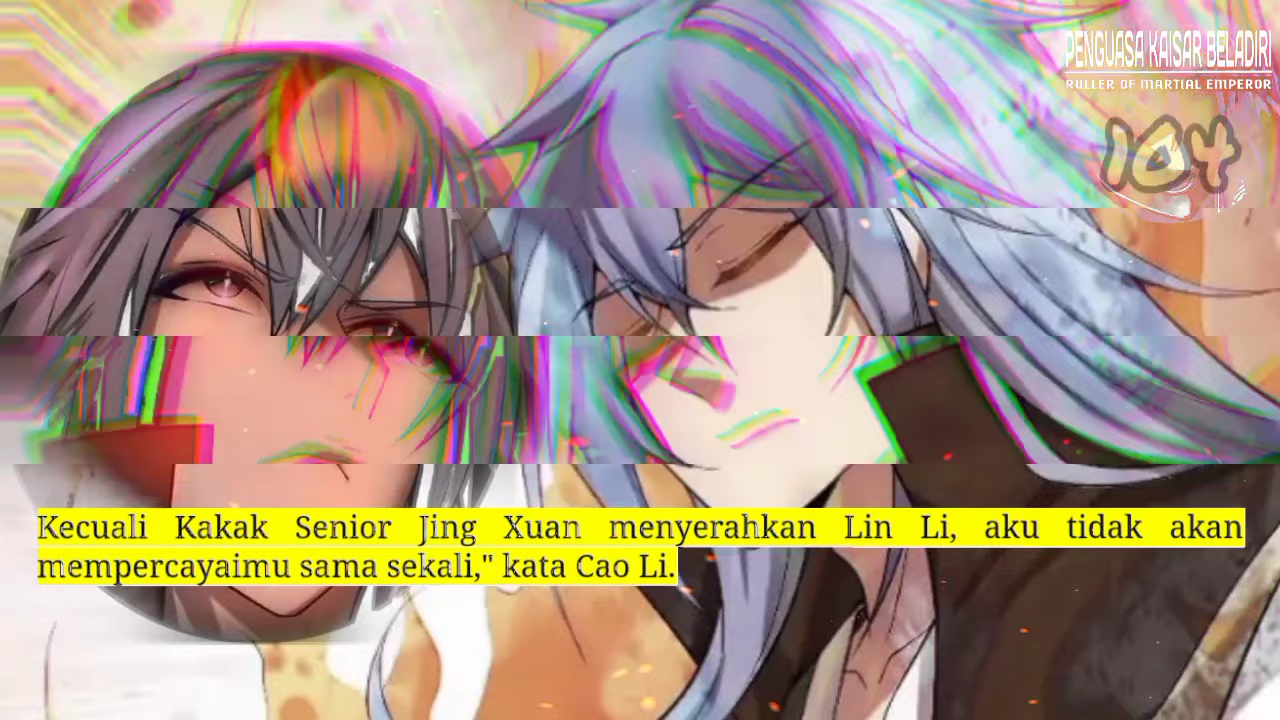 PENGUASA KAISAR BELADIRI
RULLER OF MARTIAL EMPEROR
104
Kecuali Kakak Senior Jing Xuan menyerahkan Lin Li, aku tidak akan
mempercayaimu sama sekali," kata Cao Li.